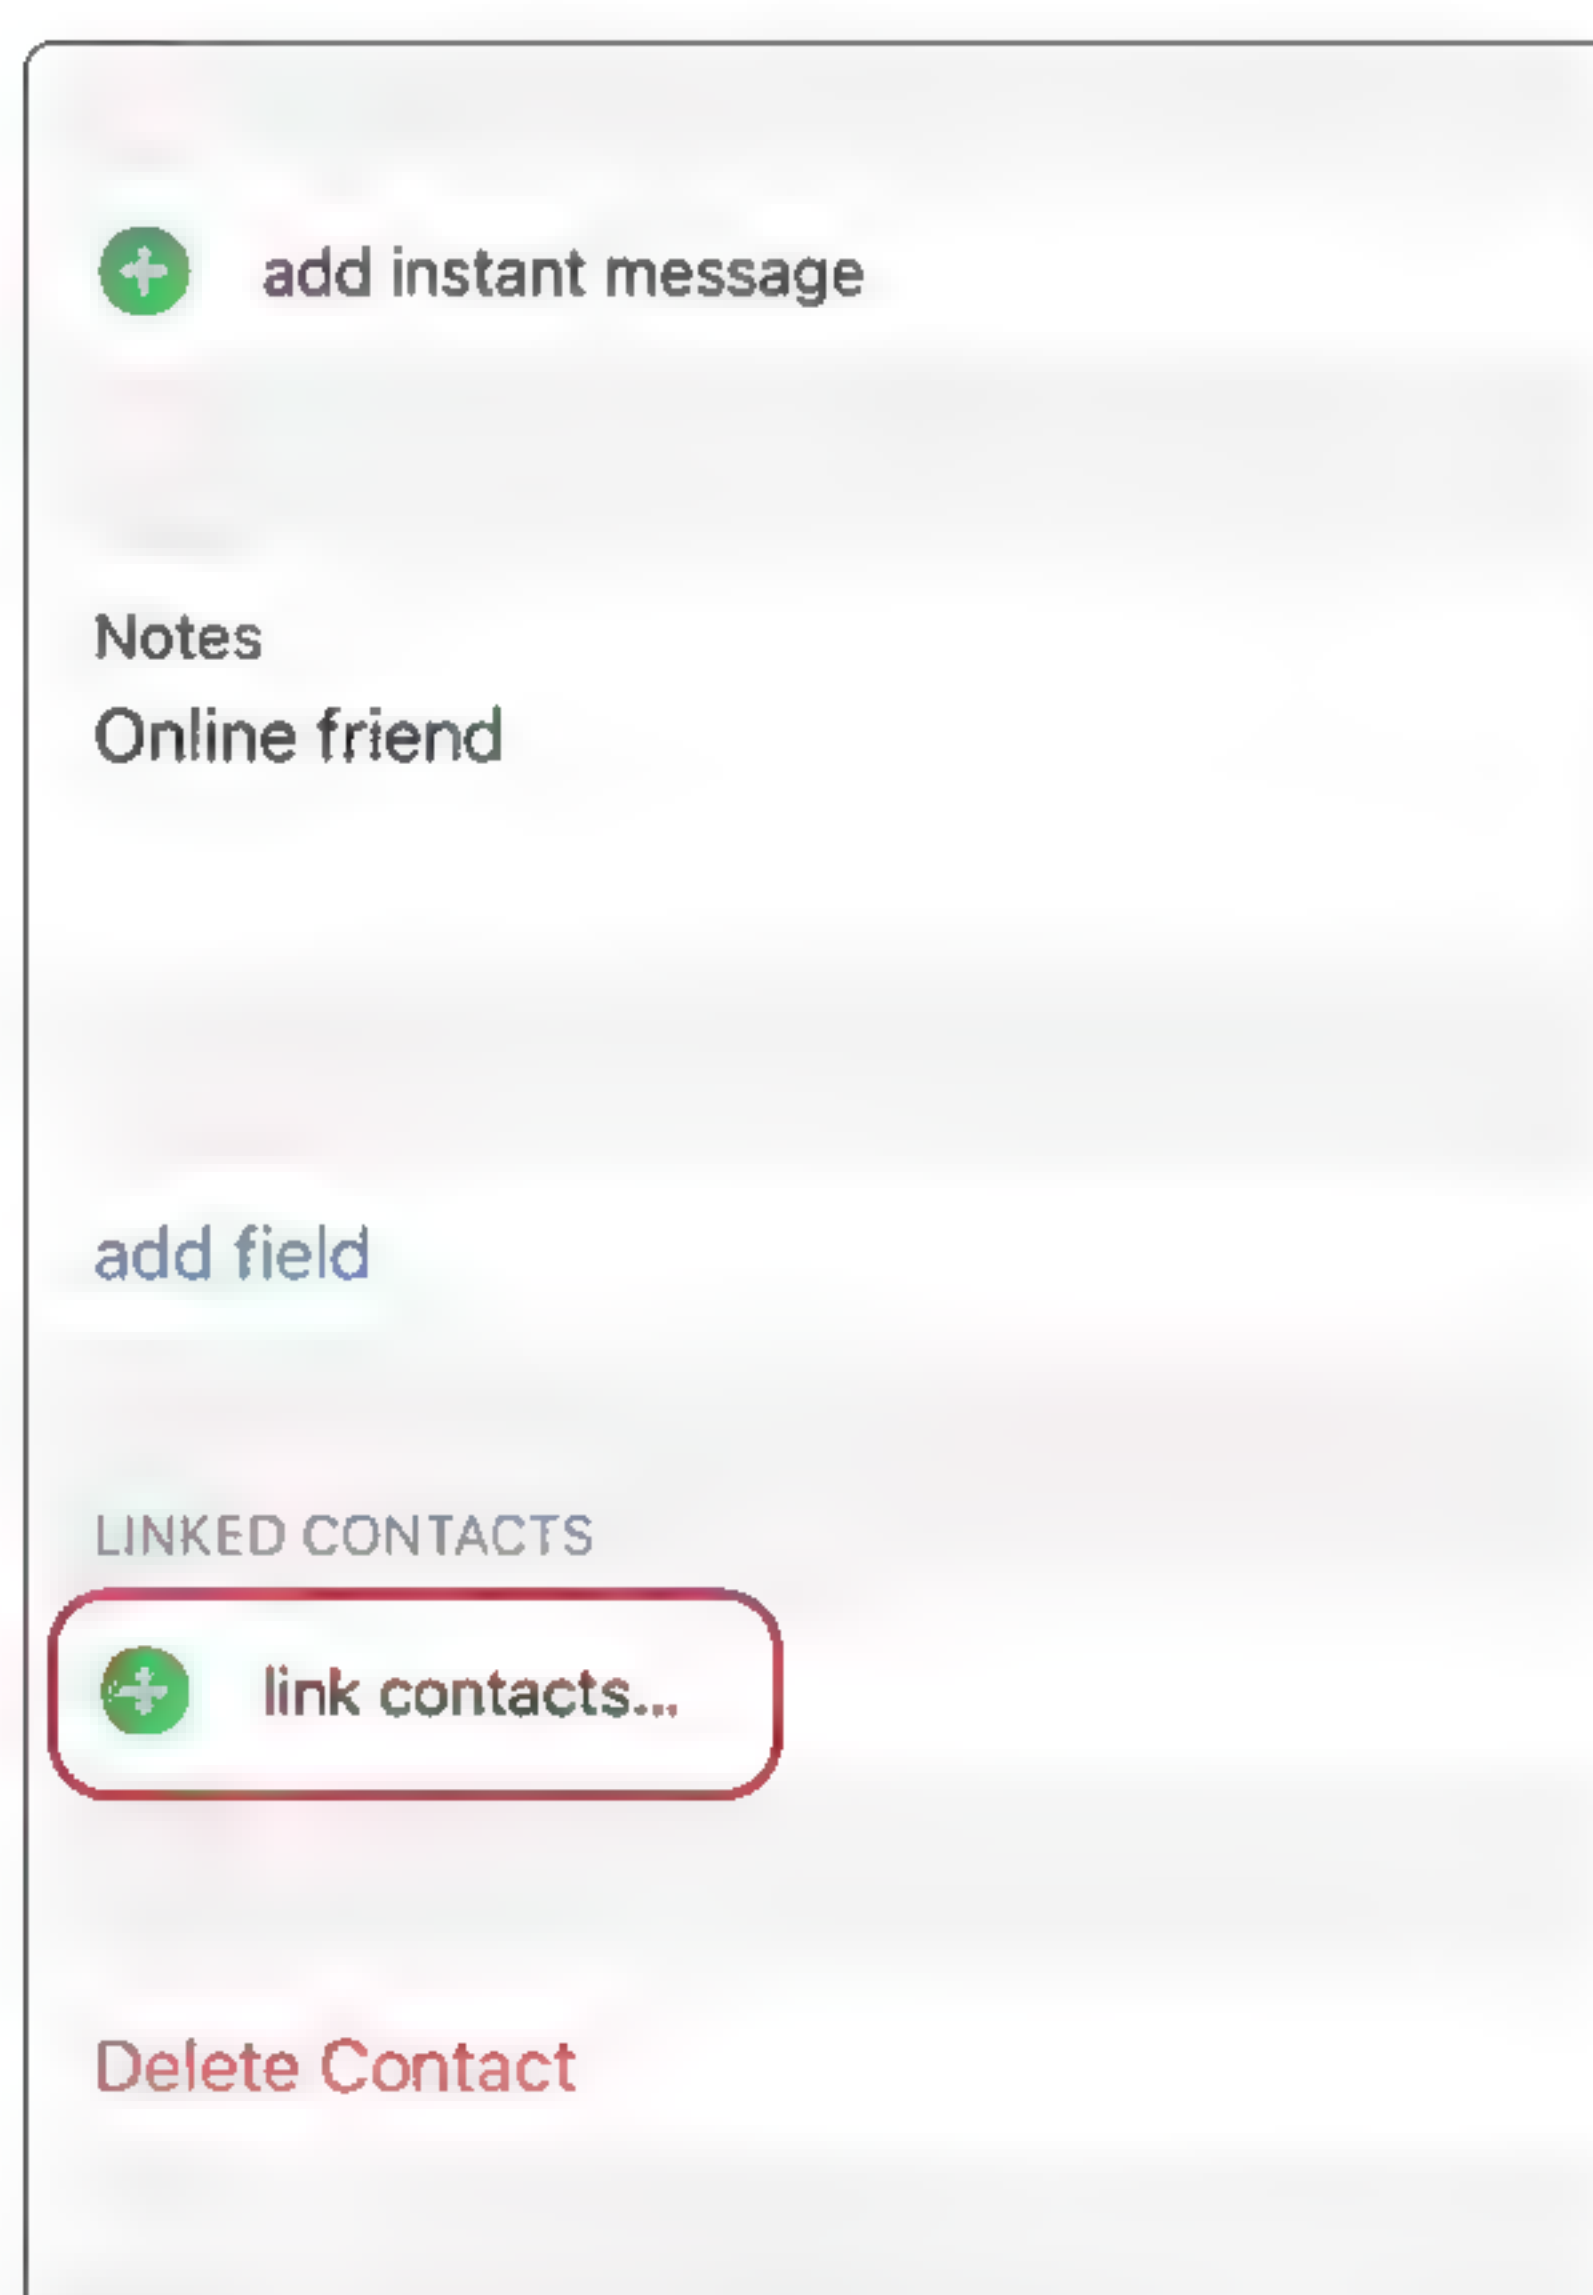 add instant message
Notes
Online friend
add field
LINKED CONTACTS
link contacts...
Delete Contact